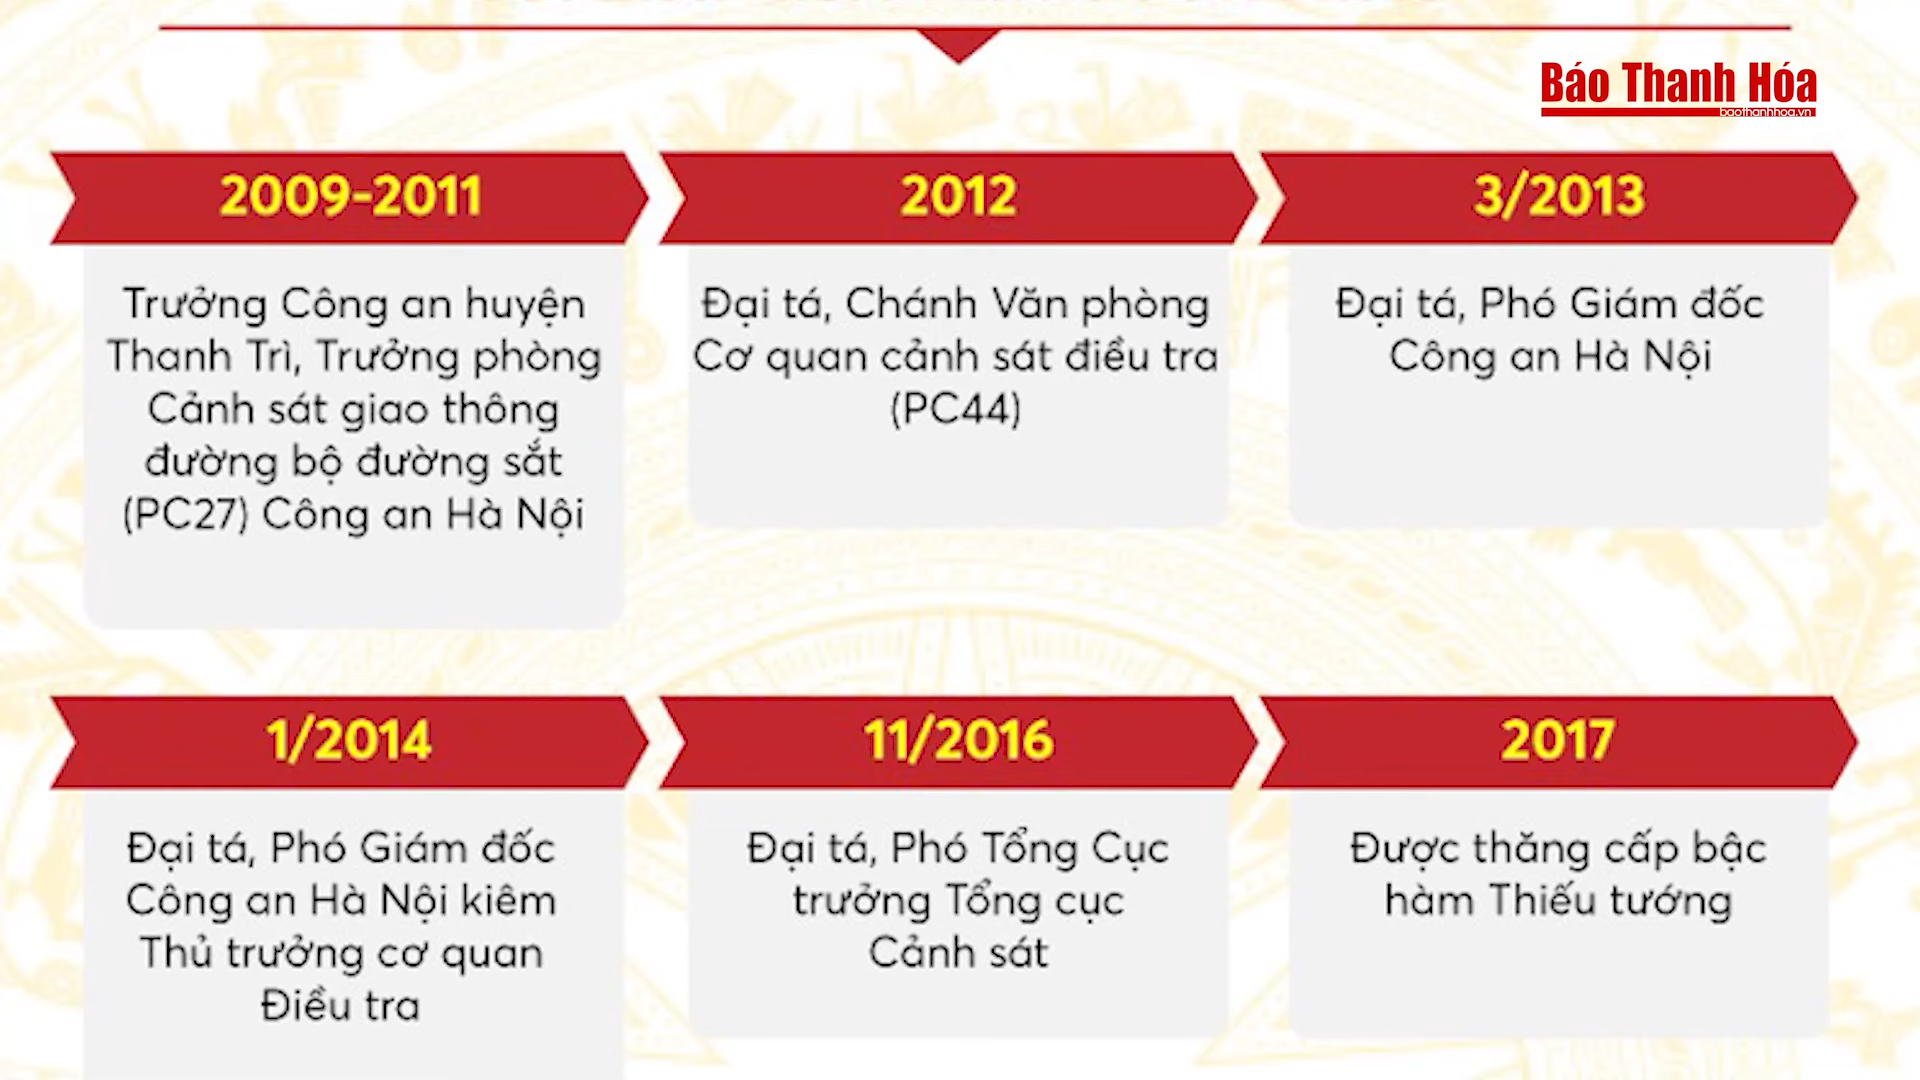 Báo Thanh Hóa
baothanhhoa.vn
2009-2011
Trưởng Công an huyện
Thanh Trì, Trưởng phòng
Cảnh sát giao thông
đường bộ đường sắt
(PC27) Công an Hà Nội
2012
Đại tá, Chánh Văn phòng
Cơ quan cảnh sát điều tra
(PC44)
3/2013
Đại tá, Phó Giám đốc
Công an Hà Nội
1/2014
Đại tá, Phó Giám đốc
Công an Hà Nội kiêm
Thủ trưởng cơ quan
Điều tra
11/2016
Đại tá, Phó Tổng Cục
trưởng Tổng cục
Cảnh sát
2017
Được thăng cấp bậc
hàm Thiếu tướng